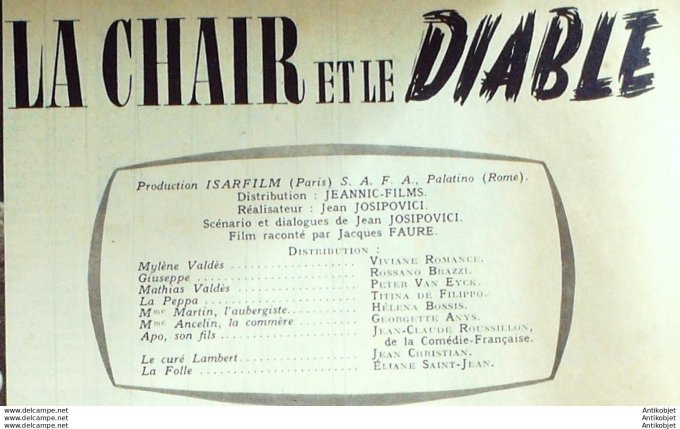 LA CHAIR ET LE DIABLE
Production ISARFILM (Paris) S. A. F. A., Palatino (Rome).
Distribution : JEANNIC-FILMS.
Réalisateur : Jean JOSIPOVICI.
Scénario et dialogues de Jean JOSIPOVICI.
Film raconté par Jacques FAURE.
DISTRIBUTION :
Mylène Valdès .................... VIVIANE ROMANCE.
Giuseppe .................... ROSSANO BRAZZI.
Mathias Valdès .................... PETER VAN EYCK.
La Peppa .................... TITINA DE FILIPPO.
Mme Martin, l'aubergiste............ HÉLÉNA BOSSIS.
Mme Ancelin, la commère ............ GEORGETTE ANYS.
Apo, son fils .................... JEAN-CLAUDE ROUSSILLON,
de la Comédie-Française.
Le curé Lambert.................... JEAN CHRISTIAN.
La Folle .................... ÉLIANE SAINT-JEAN.
www.delcampe.net Antikobjet
www.delcampe.net Antikobjet
www.delcampe.net Antikobjet